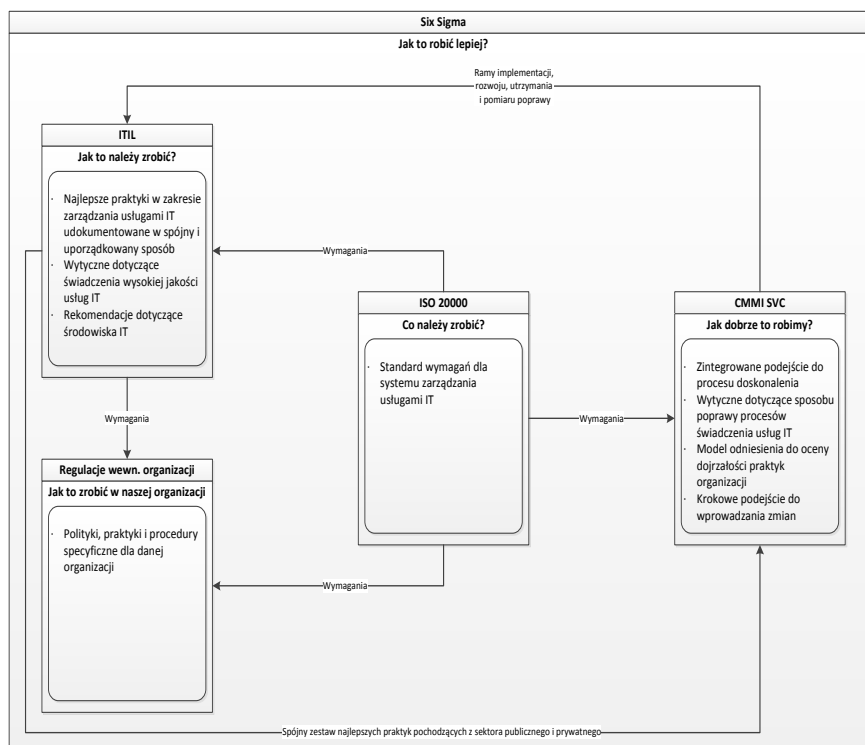 Six Sigma
Jak to robić lepiej?
Ramy implementacji,
rozwoju, utrzymania
i pomiaru poprawy
ITIL
Jak to należy zrobić?
· Najlepsze praktyki w zakresie
zarządzania usługami IT
udokumentowane w spójny i
uporządkowany sposób
· Wytyczne dotyczące
świadczenia wysokiej jakości
usług IT
· Rekomendacje dotyczące
środowiska IT
Wymagania
ISO 20000
Co należy zrobić?
· Standard wymagań dla
systemu zarządzania
usługami IT
CMMI SVC
Jak dobrze to robimy?
· Zintegrowane podejście do
procesu doskonalenia
· Wytyczne dotyczące sposobu
poprawy procesów
świadczenia usług IT
· Model odniesienia do oceny
dojrzałości praktyk
organizacji
· Krokowe podejście do
wprowadzania zmian
Wymagania
Wymagania
Regulacje wewn. organizacji
Jak to zrobić w naszej organizacji
· Polityki, praktyki i procedury
specyficzne dla danej
organizacji
Wymagania
Spójny zestaw najlepszych praktyk pochodzących z sektora publicznego i prywatnego